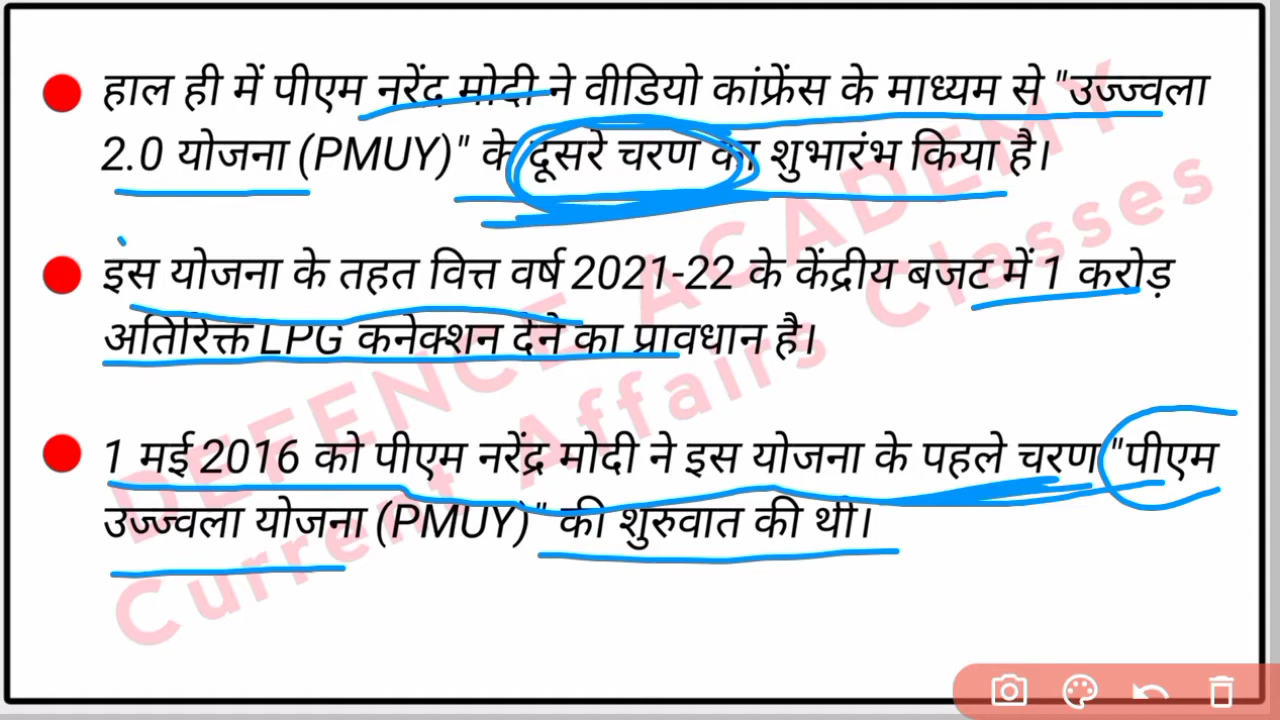 हाल ही में पीएम नरेंद्र मोदी ने वीडियो कांफ्रेंस के माध्यम से "उज्ज्वला
2.0 योजना (PMUY)" के दूसरे चरण का शुभारंभ किया है।
इस योजना के तहत वित्त वर्ष 2021-22 के केंद्रीय बजट में 1 करोड़
अतिरिक्त LPG कनेक्शन देने का प्रावधान है।
1 मई 2016 को पीएम नरेंद्र मोदी ने इस योजना के पहले चरण "पीएम
उज्ज्वला योजना (PMUY)" की शुरुवात की थी।
DEFENCE ACADEMY
Current Affairs Classes